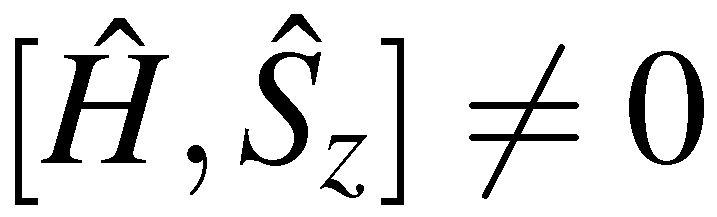 [Ĥ, Ŝ_z] ≠ 0